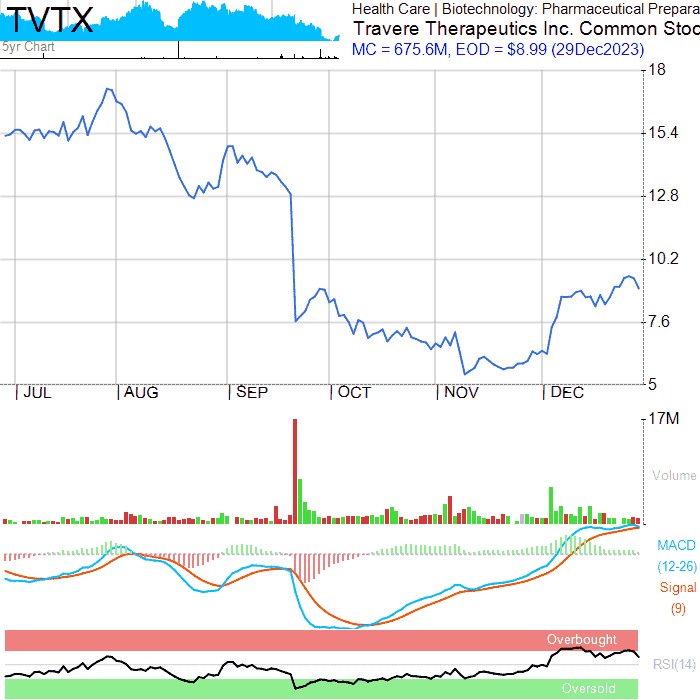 TVTX
5yr Chart
Health Care | Biotechnology: Pharmaceutical Prepara
Travere Therapeutics Inc. Common Stoc
MC = 675.6M, EOD = $8.99 (29Dec2023)
18
15.4
12.8
10.2
7.6
5
JUL AUG SEP OCT NOV DEC
17M
Volume
MACD
(12-26)
Signal
(9)
Overbought
RSI(14)
Oversold